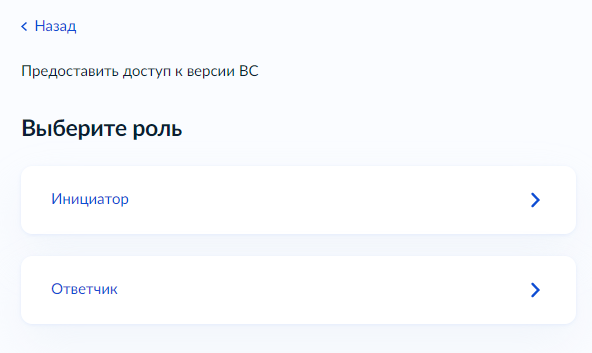 Назад
Предоставить доступ к версии ВС
Выберите роль
Инициатор
Ответчик